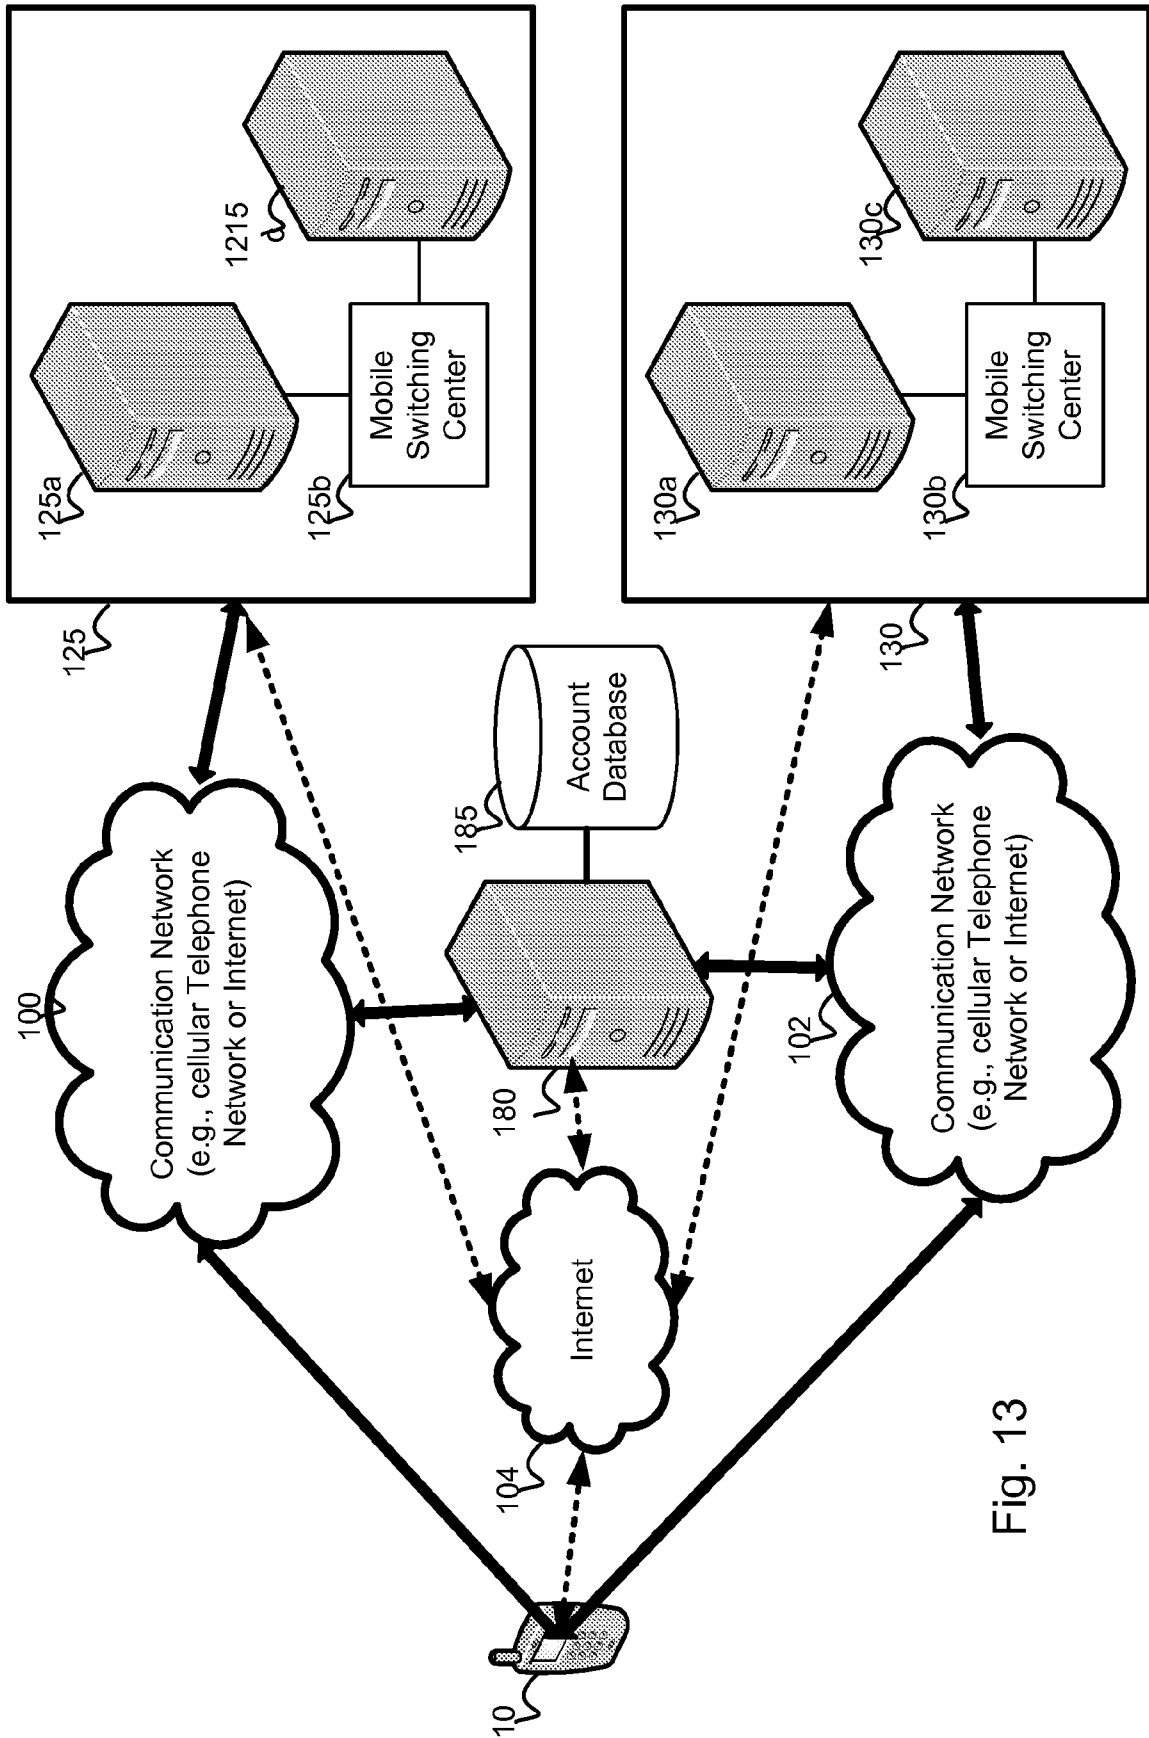 125
125a
1215
d
125b
Mobile
Switching
Center
100
Communication Network
(e.g., cellular Telephone
Network or Internet)
185
Account
Database
180
10
104
Internet
102
Communication Network
(e.g., cellular Telephone
Network or Internet)
130
130a
130c
130b
Mobile
Switching
Center
Fig. 13